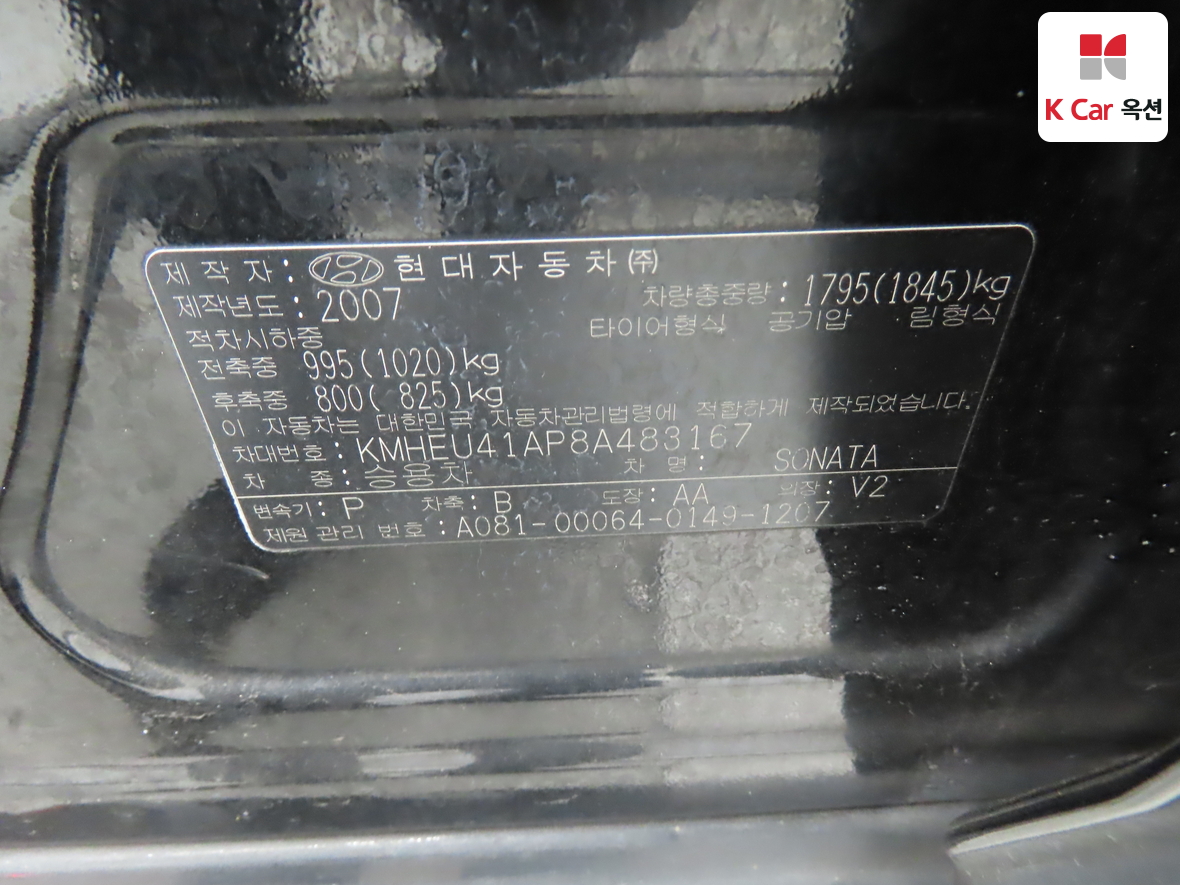 K Car 옥션
제 작 자 : 현 대 자 동 차 ㈜
제작년도 : 2007 차량총중량 : 1795(1845)kg
적차시하중 타이어형식 공기압 림형식
전축중 995(1020)kg
후축중 800( 825)kg
이 자동차는 대한민국 자동차관리법령에 적합하게 제작되었습니다.
차대번호 : KMHEU41AP8A483167
차 종 : 승용차 차 명 : SONATA
변속기 : P 차축 : B 도장 : AA 의장 : V2
제원 관리 번호 : A081-00064-0149-1207